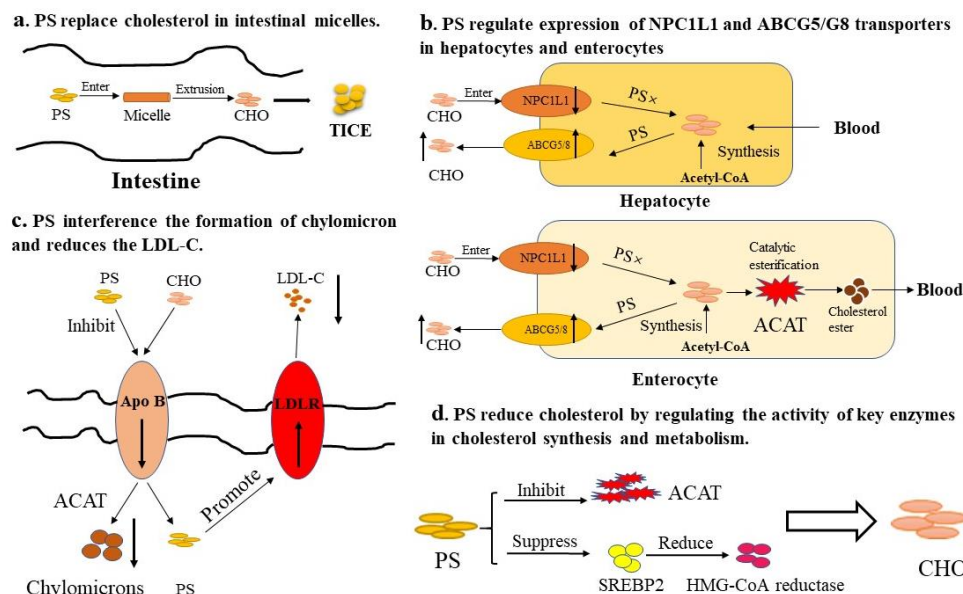 a. PS replace cholesterol in intestinal micelles.
PS
Enter
Micelle
Extrusion
CHO
TICE
Intestine
b. PS regulate expression of NPC1L1 and ABCG5/G8 transporters
in hepatocytes and enterocytes
CHO
Enter
NPC1L1
PS×
CHO
ABCG5/8
PS
Synthesis
Acetyl-CoA
Blood
Hepatocyte
CHO
Enter
NPC1L1
PS×
CHO
ABCG5/8
PS
Synthesis
Acetyl-CoA
Catalytic
esterification
ACAT
Cholesterol
ester
Blood
Enterocyte
c. PS interference the formation of chylomicron
and reduces the LDL-C.
PS
CHO
Inhibit
Apo B
LDL-C
LDLR
ACAT
Promote
Chylomicrons
PS
d. PS reduce cholesterol by regulating the activity of key enzymes
in cholesterol synthesis and metabolism.
PS
Inhibit
ACAT
Suppress
SREBP2
Reduce
HMG-CoA reductase
CHO